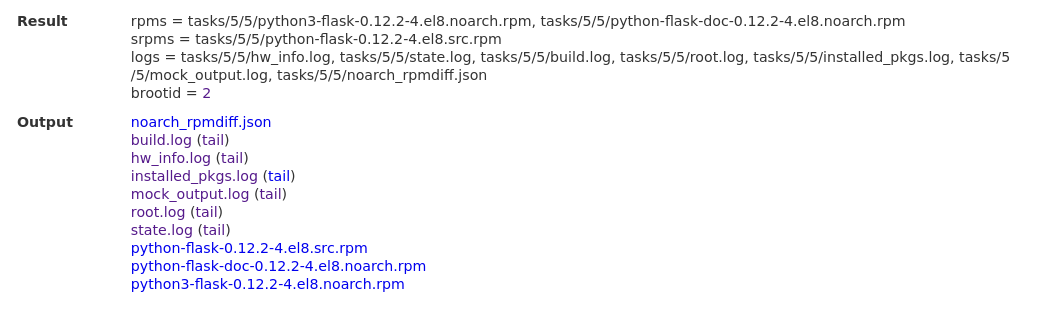 Result rpms = tasks/5/5/python3-flask-0.12.2-4.el8.noarch.rpm, tasks/5/5/python-flask-doc-0.12.2-4.el8.noarch.rpm
srpms = tasks/5/5/python-flask-0.12.2-4.el8.src.rpm
logs = tasks/5/5/hw_info.log, tasks/5/5/state.log, tasks/5/5/build.log, tasks/5/5/root.log, tasks/5/5/installed_pkgs.log, tasks/5
/5/mock_output.log, tasks/5/5/noarch_rpmdiff.json
brootid = 2
Output noarch_rpmdiff.json
build.log (tail)
hw_info.log (tail)
installed_pkgs.log (tail)
mock_output.log (tail)
root.log (tail)
state.log (tail)
python-flask-0.12.2-4.el8.src.rpm
python-flask-doc-0.12.2-4.el8.noarch.rpm
python3-flask-0.12.2-4.el8.noarch.rpm